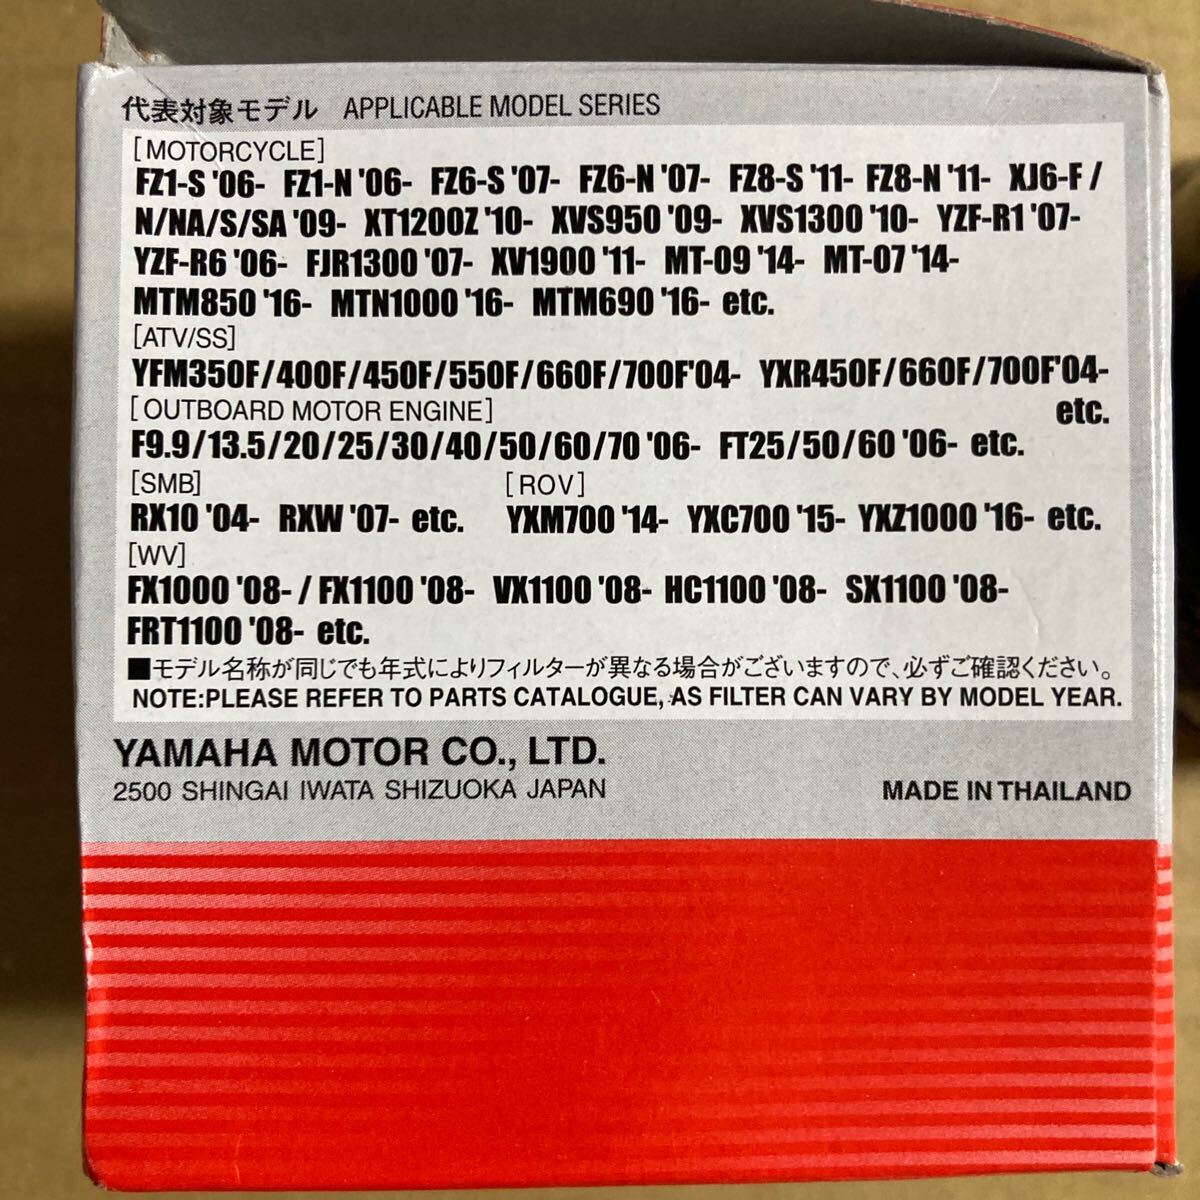 代表対象モデル APPLICABLE MODEL SERIES
[MOTORCYCLE]
FZ1-S '06- FZ1-N '06- FZ6-S '07- FZ6-N '07- FZ8-S '11- FZ8-N '11- XJ6-F /
N/NA/S/SA '09- XT1200Z '10- XVS950 '09- XVS1300 '10- YZF-R1 '07-
YZF-R6 '06- FJR1300 '07- XV1900 '11- MT-09 '14- MT-07 '14-
MTM850 '16- MTN1000 '16- MTM690 '16- etc.
[ATV/SS]
YFM350F/400F/450F/550F/660F/700F'04- YXR450F/660F/700F'04-
[OUTBOARD MOTOR ENGINE] etc.
F9.9/13.5/20/25/30/40/50/60/70 '06- FT25/50/60 '06- etc.
[SMB] [ROV]
RX10 '04- RXW '07- etc. YXM700 '14- YXC700 '15- YXZ1000 '16- etc.
[WV]
FX1000 '08- / FX1100 '08- VX1100 '08- HC1100 '08- SX1100 '08-
FRT1100 '08- etc.
■モデル名称が同じでも年式によりフィルターが異なる場合がございますので、必ずご確認ください。
NOTE:PLEASE REFER TO PARTS CATALOGUE, AS FILTER CAN VARY BY MODEL YEAR.
YAMAHA MOTOR CO., LTD.
2500 SHINGAI IWATA SHIZUOKA JAPAN MADE IN THAILAND